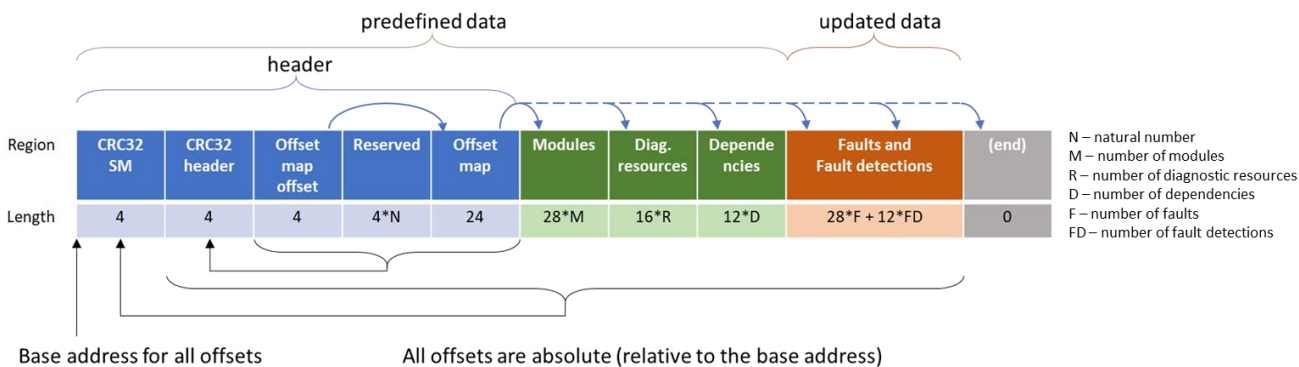 predefined data
updated data
header
Region
CRC32 SM
CRC32 header
Offset map offset
Reserved
Offset map
Modules
Diag. resources
Depende ncies
Faults and Fault detections
(end)
Length
4
4
4
4*N
24
28*M
16*R
12*D
28*F + 12*FD
0
N – natural number
M – number of modules
R – number of diagnostic resources
D – number of dependencies
F – number of faults
FD – number of fault detections
Base address for all offsets
All offsets are absolute (relative to the base address)